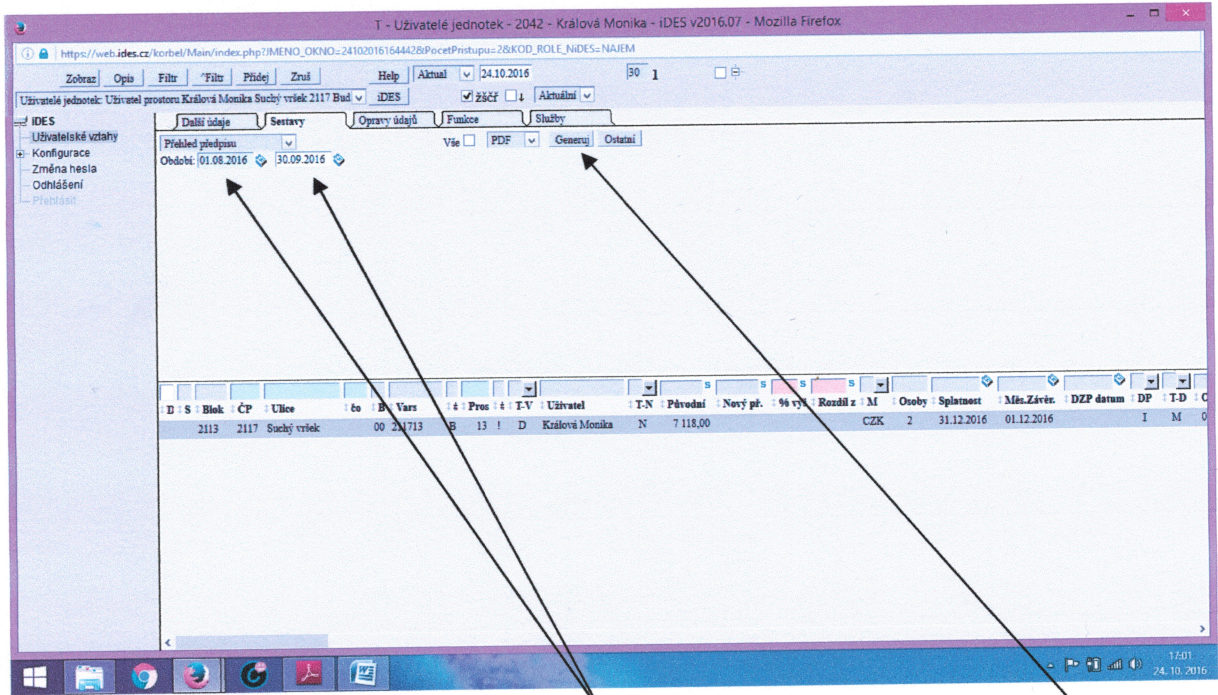 T - Uživatelé jednotek - 2042 - Králová Monika - iDES v2016.07 - Mozilla Firefox
https://web.ides.cz/korbel/Main/index.php?JMENO_OKNO=24102016164442&PocetPristupu=2&KOD_ROLE_NiDES=NAJEM
Zobraz Opis Filtr ^Filtr Přidej Zruš Help Aktual 24.10.2016 30 1
Uživatelé jednotek: Uživatel prostoru Králová Monika Suchý vršek 2117 Bud iDES žščř Aktuální
iDES
Uživatelské vztahy
Konfigurace
Změna hesla
Odhlášení
Přehlásit
Další údaje Sestavy Opravy údajů Funkce Služby
Přehled předpisu Vše PDF Generuj Ostatní
Období: 01.08.2016 30.09.2016
S S S S
D S Blok ČP Ulice čo B Vars # Pros # T-V Uživatel T-N Původní Nový př. % vyš Rozdíl z M Osoby Splatnost Měs.Závěr. DZP datum DP T-D
2113 2117 Suchý vršek 00 211713 B 13 ! D Králová Monika N 7 118,00 CZK 2 31.12.2016 01.12.2016 I M 0
17:01
24. 10. 2016